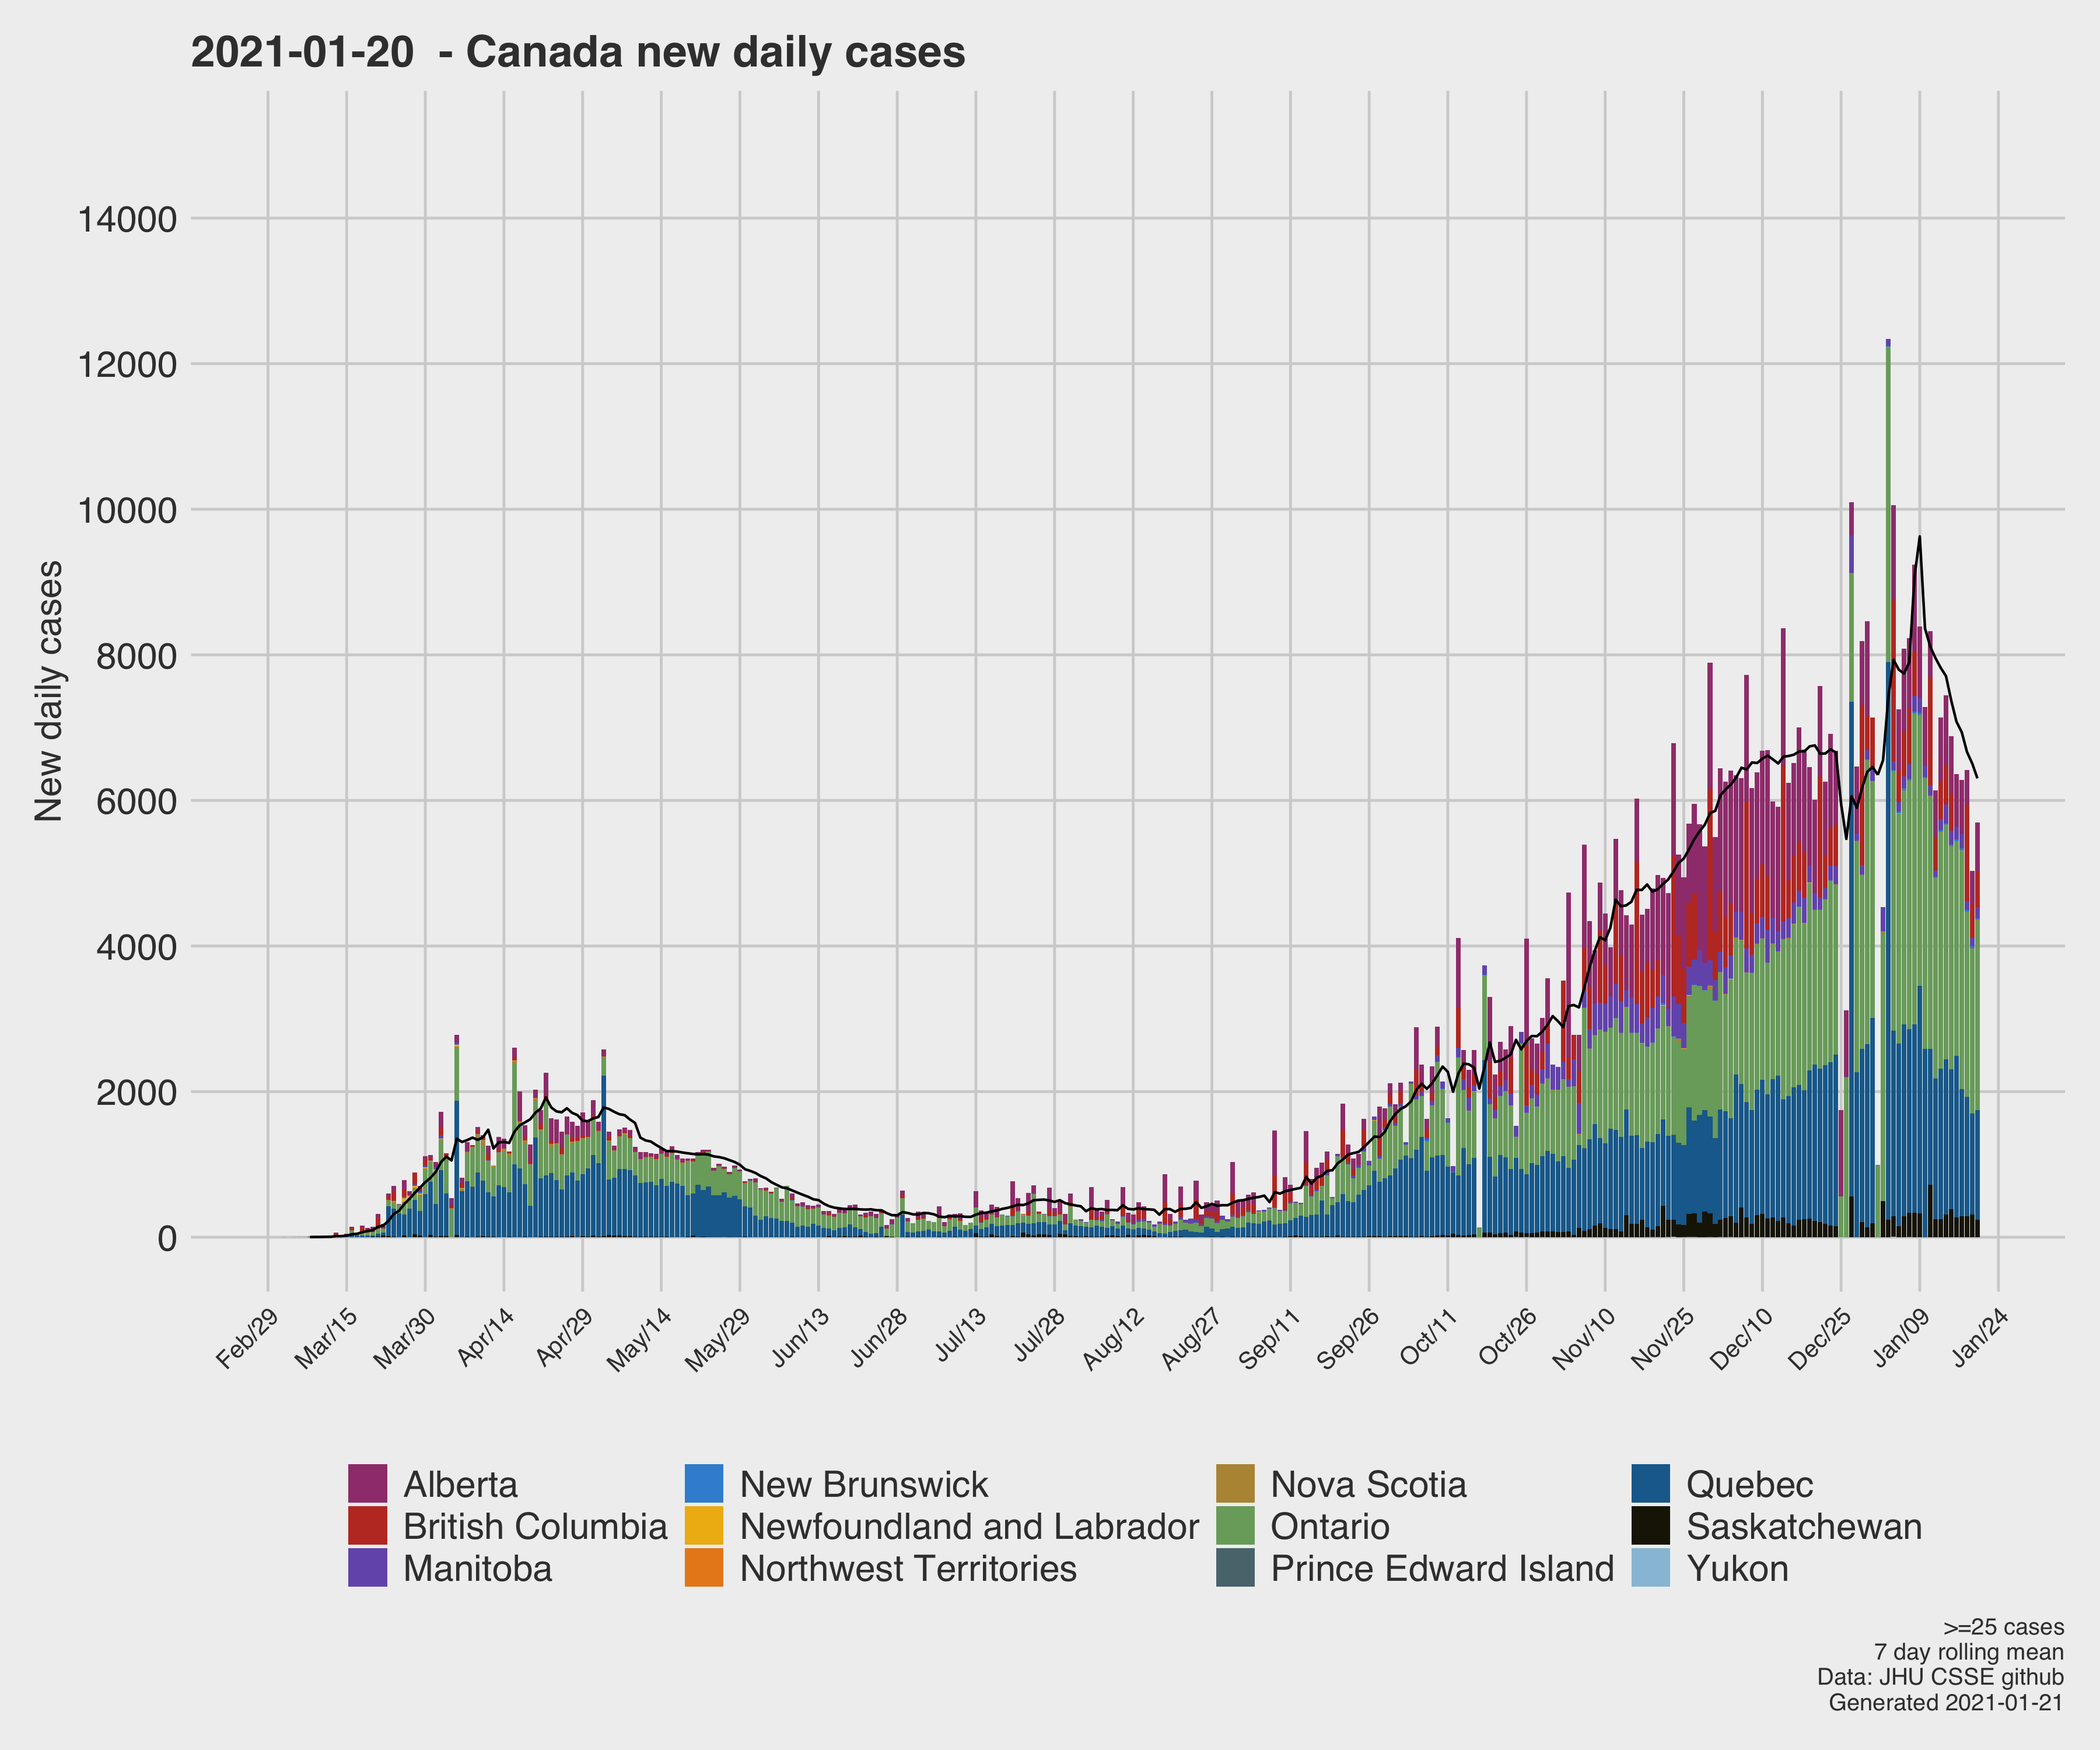 2021-01-20  - Canada new daily cases
New daily cases
14000
12000
10000
8000
6000
4000
2000
0
Feb/29 Mar/15 Mar/30 Apr/14 Apr/29 May/14 May/29 Jun/13 Jun/28 Jul/13 Jul/28 Aug/12 Aug/27 Sep/11 Sep/26 Oct/11 Oct/26 Nov/10 Nov/25 Dec/10 Dec/25 Jan/09 Jan/24
Alberta New Brunswick Nova Scotia Quebec
British Columbia Newfoundland and Labrador Ontario Saskatchewan
Manitoba Northwest Territories Prince Edward Island Yukon
>=25 cases
7 day rolling mean
Data: JHU CSSE github
Generated 2021-01-21